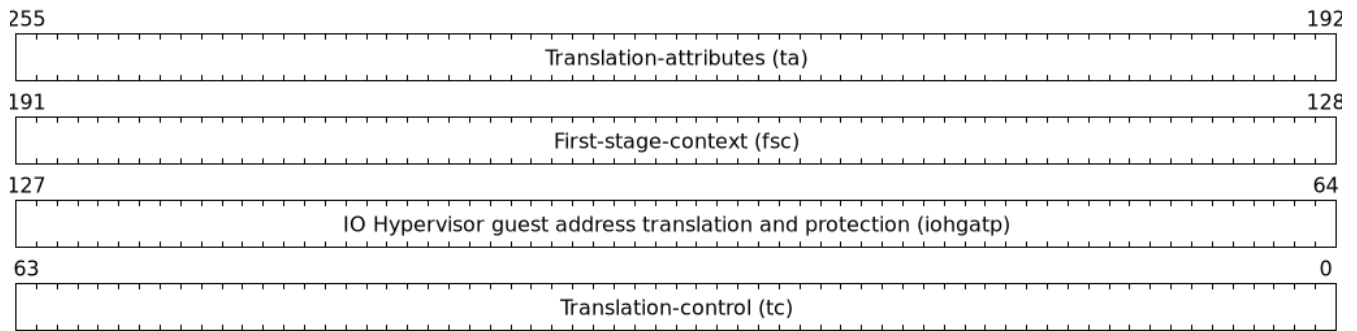 255 192
Translation-attributes (ta)
191 128
First-stage-context (fsc)
127 64
IO Hypervisor guest address translation and protection (iohgatp)
63 0
Translation-control (tc)